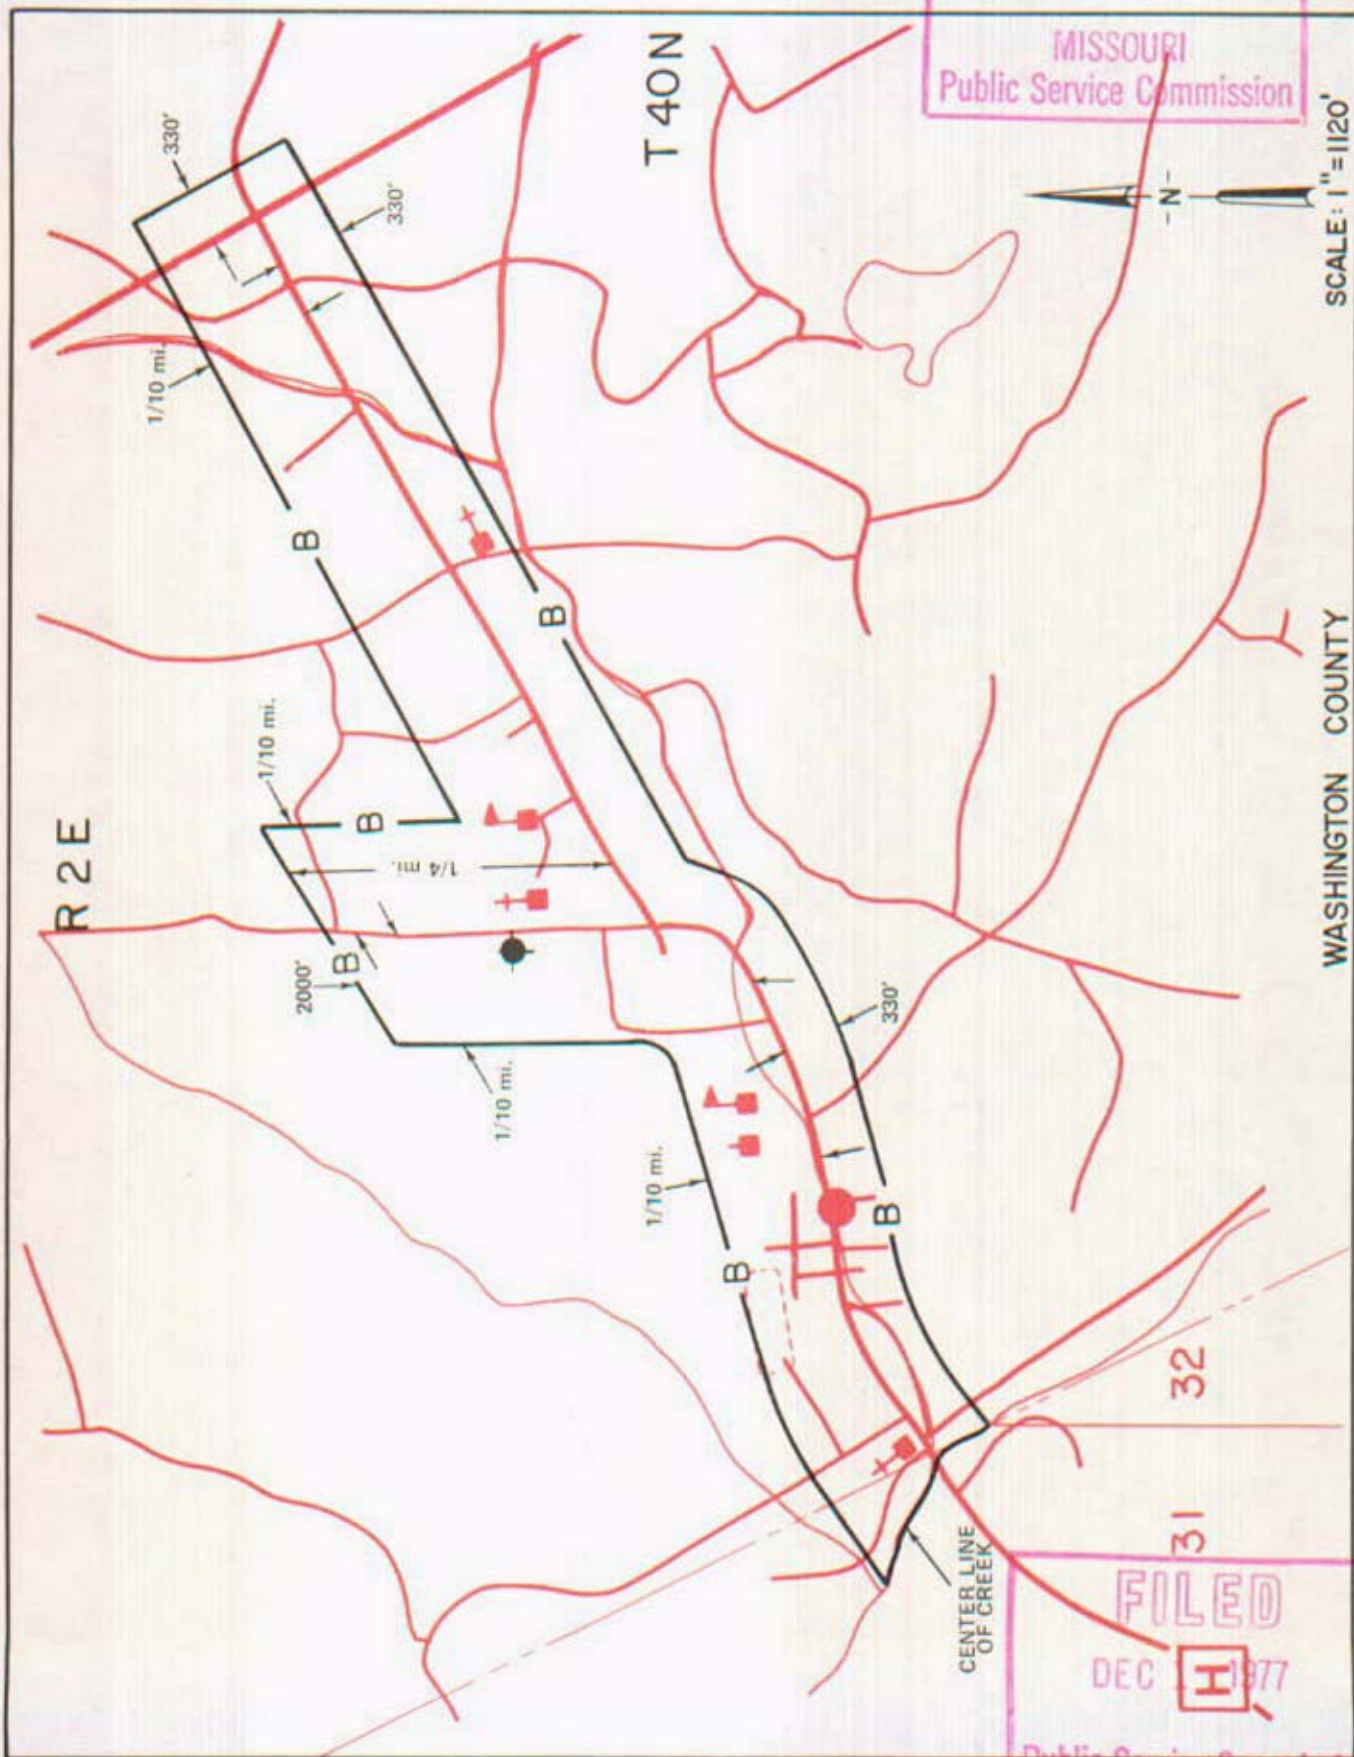 MISSOURI
Public Service Commission
T 40N
R 2 E
330'
330'
1/10 mi.
B
B
1/10 mi.
B
1/4 mi.
B
2000'
1/10 mi.
330'
1/10 mi.
B
B
-N-
SCALE: 1"=1120'
WASHINGTON COUNTY
CENTER LINE
OF CREEK
32
31
FILED
DEC 1977
H